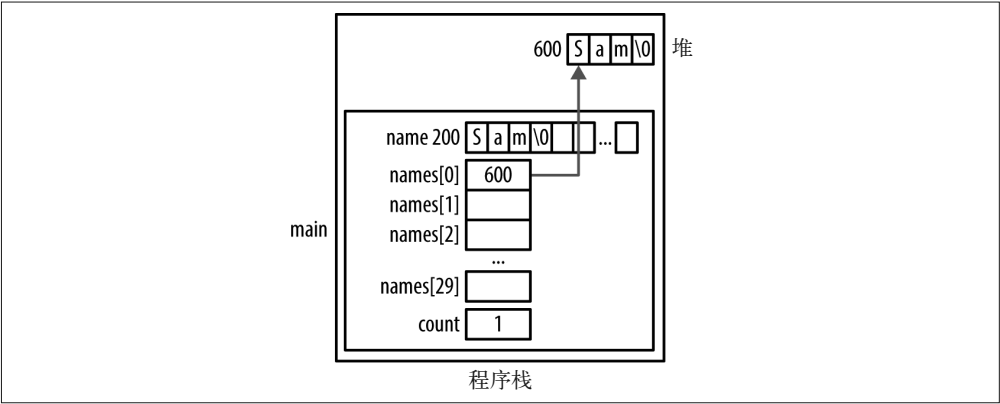 600 S a m \0 堆
name 200 S a m \0 ...
names[0] 600
names[1]
main names[2]
...
names[29]
count 1
程序栈